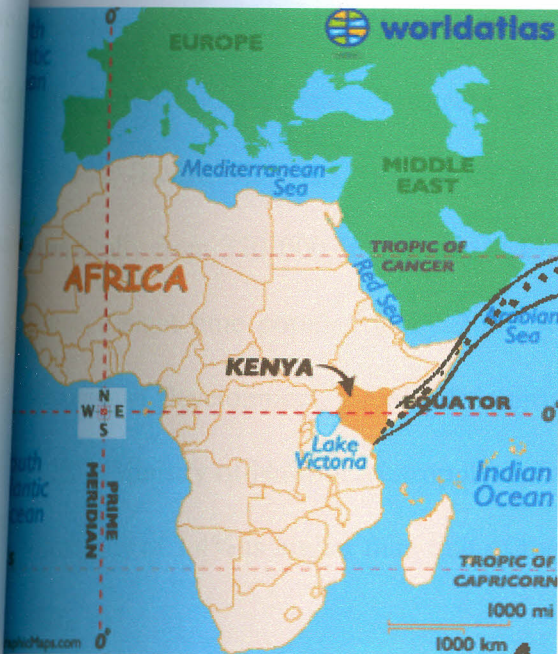 0°
EUROPE
worldatlas
Mediterranean
Sea
MIDDLE
EAST
TROPIC OF
CANCER
AFRICA
Red Sea
Sea
KENYA
N
W E
S
EQUATOR
0°
Lake
Victoria
Indian
Ocean
PRIME
MERIDIAN
TROPIC OF
CAPRICORN
1000 mi
1000 km
0°